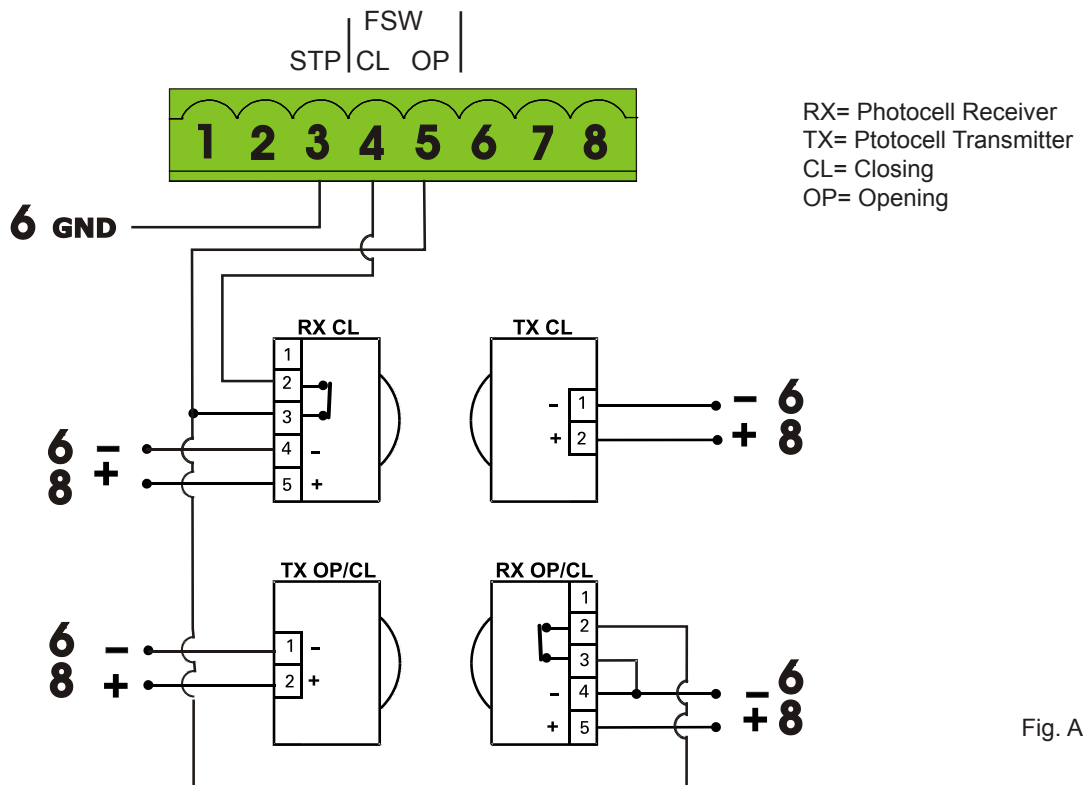 FSW
STP CL OP
1 2 3 4 5 6 7 8
RX= Photocell Receiver
TX= Ptotocell Transmitter
CL= Closing
OP= Opening
6 GND
RX CL
1
2
3
4 -
5 +
6 -
8 +
TX CL
- 1
+ 2
- 6
+ 8
TX OP/CL
1 -
2 +
6 -
8 +
RX OP/CL
1
2
3
- 4
+ 5
- 6
+ 8
Fig. A